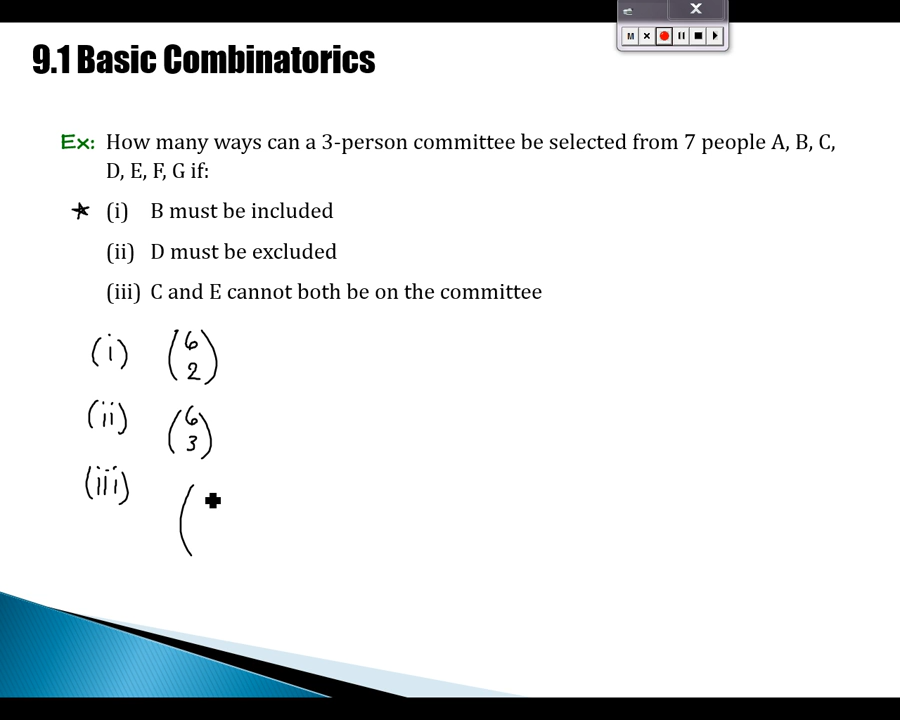 M
X
9.1 Basic Combinatorics
Ex: How many ways can a 3-person committee be selected from 7 people A, B, C,
D, E, F, G if:
(i) B must be included
(ii) D must be excluded
(iii) C and E cannot both be on the committee
(i) (6
2)
(ii) (6
3)
(iii) (